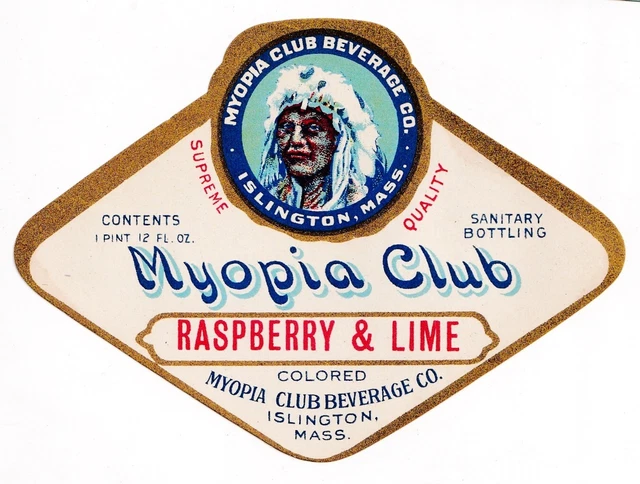 MYOPIA CLUB BEVERAGE CO.
· ISLINGTON, MASS. ·
SUPREME
QUALITY
CONTENTS
1 PINT 12 FL. OZ.
SANITARY
BOTTLING
Myopia Club
RASPBERRY & LIME
COLORED
MYOPIA CLUB BEVERAGE CO.
ISLINGTON,
MASS.